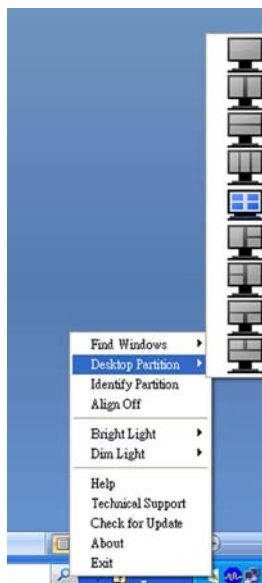 Find Windows
Desktop Partition
Identify Partition
Align Off
Bright Light
Dim Light
Help
Technical Support
Check for Update
About
Exit